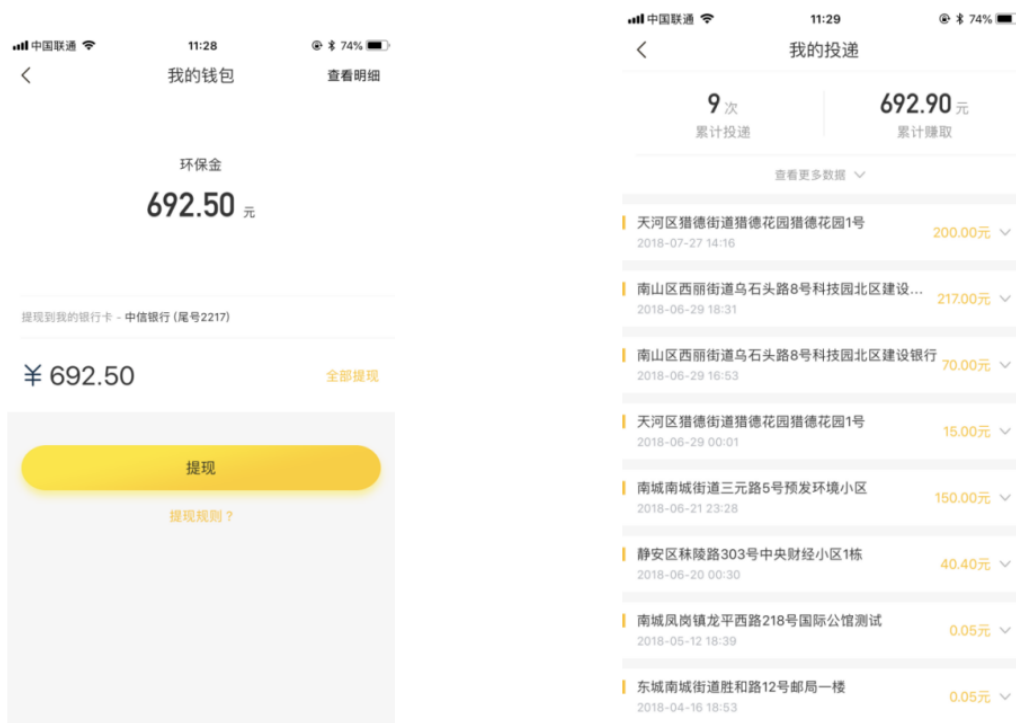 中国联通 11:28 74%
我的钱包 查看明细
环保金
692.50 元
提现到我的银行卡 - 中信银行 (尾号2217)
¥ 692.50 全部提现
提现
提现规则？
中国联通 11:29 74%
我的投递
9 次 692.90 元
累计投递 累计赚取
查看更多数据
天河区猎德街道猎德花园猎德花园1号
200.00元
2018-07-27 14:16
南山区西丽街道乌石头路8号科技园北区建设...
217.00元
2018-06-29 18:31
南山区西丽街道乌石头路8号科技园北区建设银行
70.00元
2018-06-29 16:53
天河区猎德街道猎德花园猎德花园1号
15.00元
2018-06-29 00:01
南城南城街道三元路5号预发环境小区
150.00元
2018-06-21 23:28
静安区秣陵路303号中央财经小区1栋
40.40元
2018-06-20 00:30
南城凤岗镇龙平西路218号国际公馆测试
0.05元
2018-05-12 18:39
东城南城街道胜和路12号邮局一楼
0.05元
2018-04-16 18:53